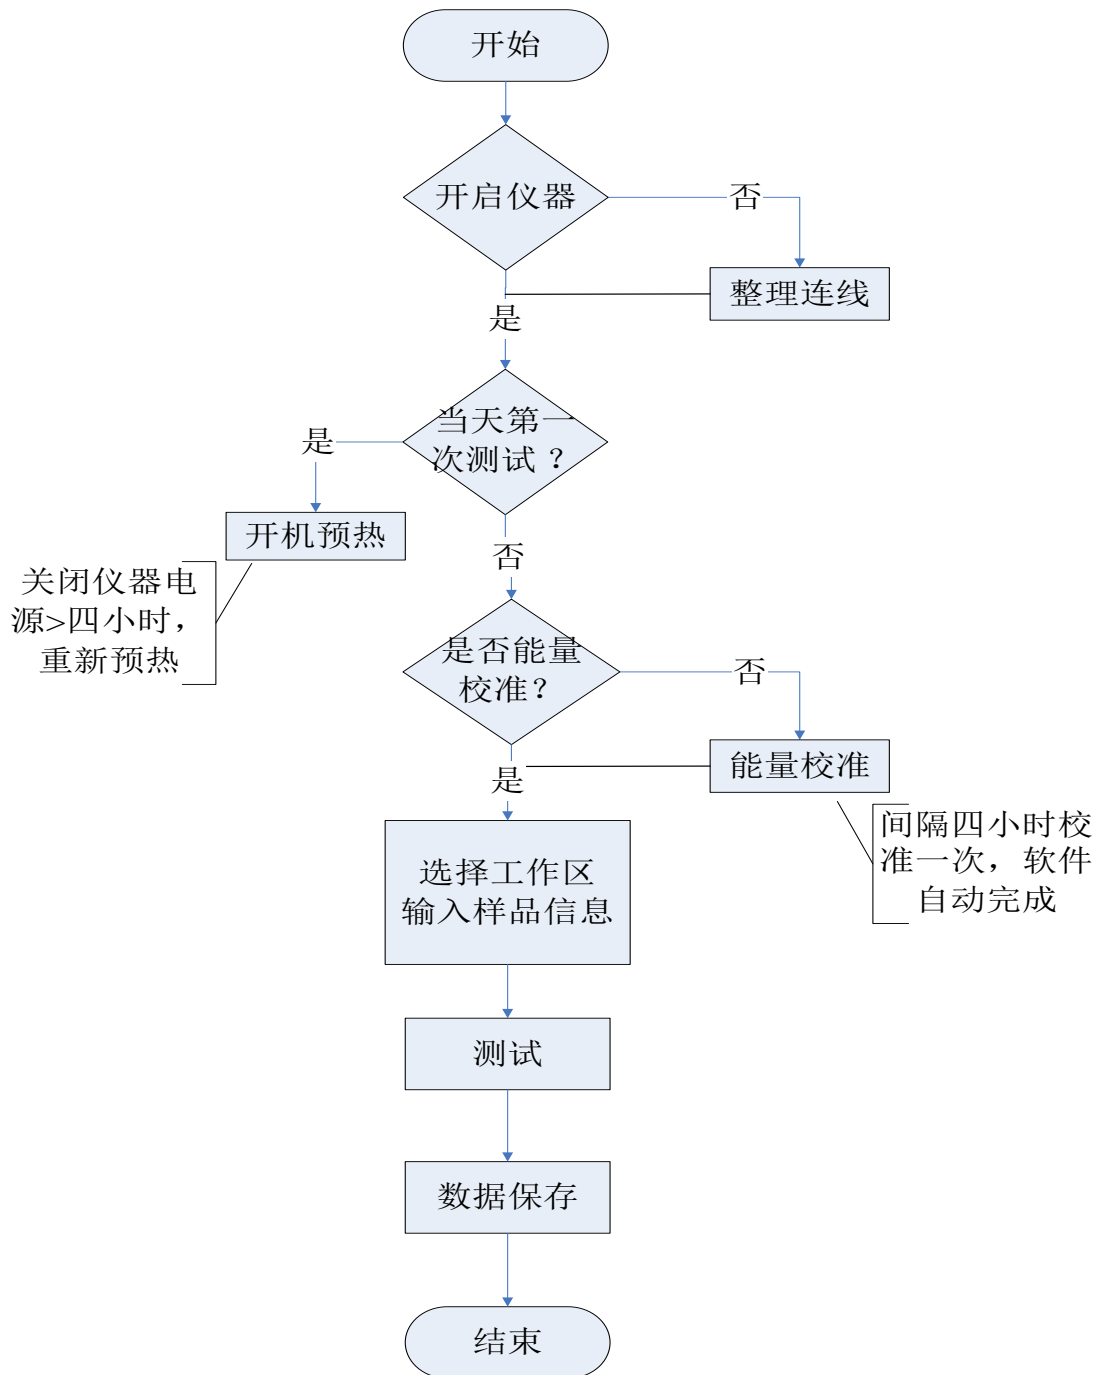 开始
开启仪器
否
整理连线
是
当天第一
次测试？
是
开机预热
关闭仪器电
源>四小时，
重新预热
否
是否能量
校准？
否
能量校准
间隔四小时校
准一次，软件
自动完成
是
选择工作区
输入样品信息
测试
数据保存
结束